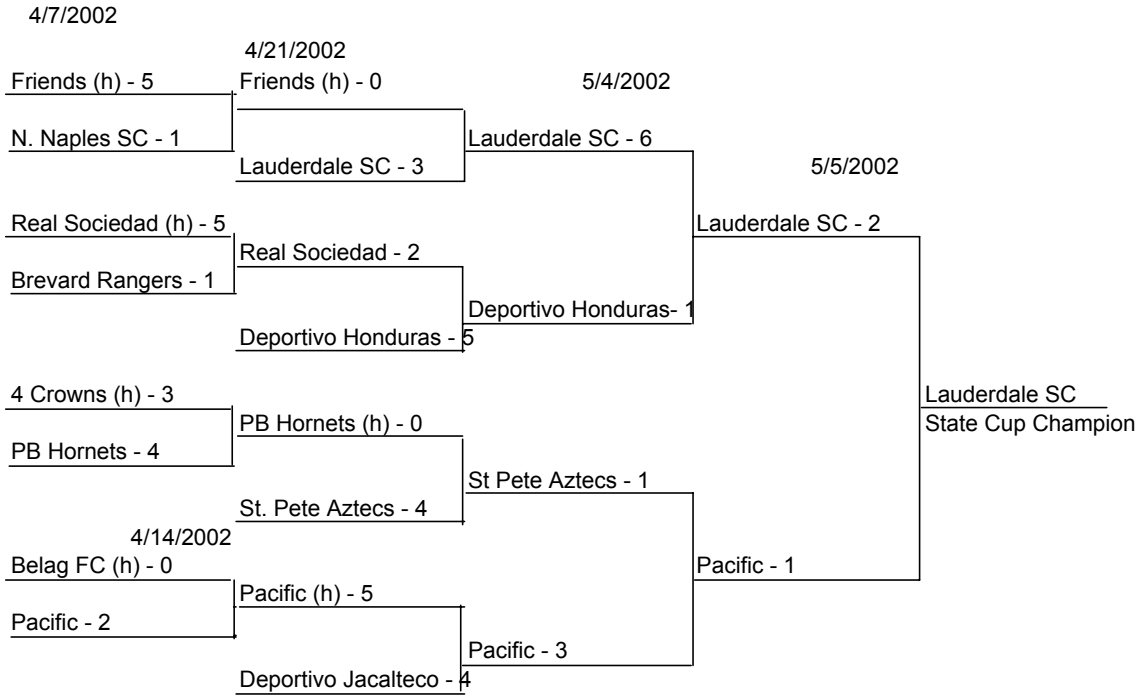 4/7/2002
4/21/2002
Friends (h) - 5
Friends (h) - 0
5/4/2002
N. Naples SC - 1
Lauderdale SC - 6
Lauderdale SC - 3
5/5/2002
Real Sociedad (h) - 5
Lauderdale SC - 2
Real Sociedad - 2
Brevard Rangers - 1
Deportivo Honduras- 1
Deportivo Honduras - 5
4 Crowns (h) - 3
Lauderdale SC
PB Hornets (h) - 0
State Cup Champion
PB Hornets - 4
St Pete Aztecs - 1
St. Pete Aztecs - 4
4/14/2002
Belag FC (h) - 0
Pacific - 1
Pacific (h) - 5
Pacific - 2
Pacific - 3
Deportivo Jacalteco - 4